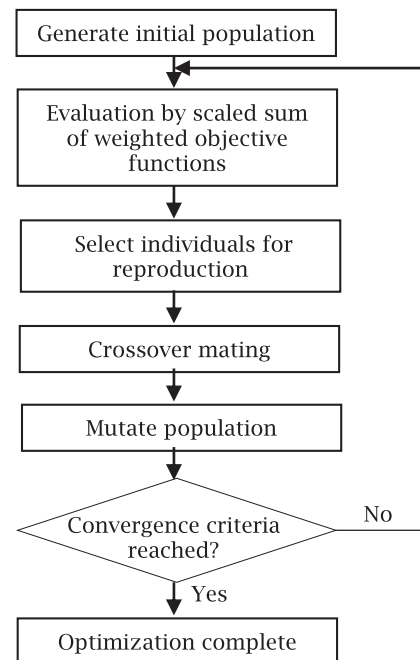 Generate initial population
Evaluation by scaled sum
of weighted objective
functions
Select individuals for
reproduction
Crossover mating
Mutate population
Convergence criteria
reached?
No
Yes
Optimization complete